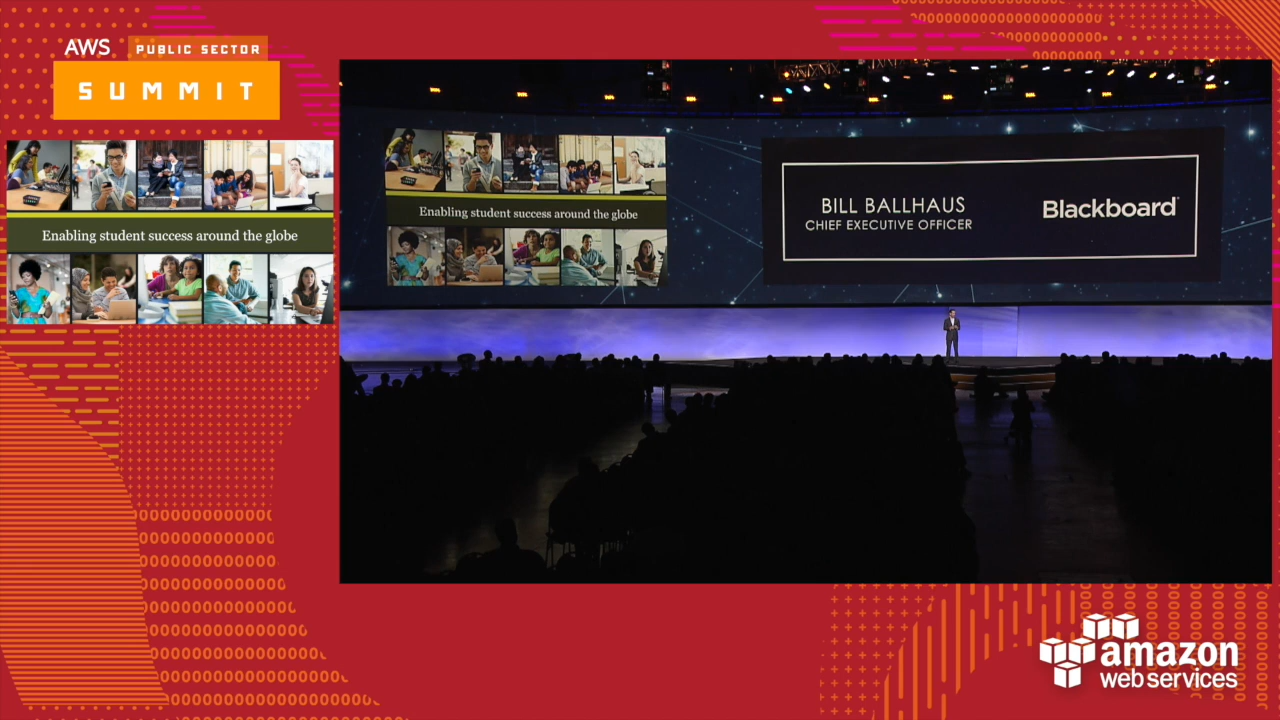 AWS PUBLIC SECTOR
SUMMIT
Enabling student success around the globe
Enabling student success around the globe
BILL BALLHAUS
CHIEF EXECUTIVE OFFICER
Blackboard
amazon
web services